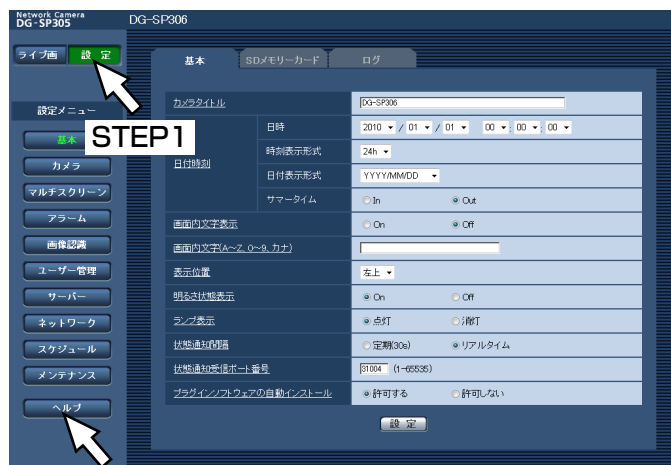 Network Camera
DG-SP305
DG-SP306
ライブ画
設 定
基本
SDメモリーカード
ログ
設定メニュー
STEP1
基本
カメラ
マルチスクリーン
アラーム
画像認識
ユーザー管理
サーバー
ネットワーク
スケジュール
メンテナンス
ヘルプ
カメラタイトル
DG-SP306
日付時刻
日時
2010 / 01 / 01 00 : 00 : 00
時刻表示形式
24h
日付表示形式
YYYY/MM/DD
サマータイム
In Out
画面内文字表示
On Off
画面内文字(A~Z, 0~9, カナ)
表示位置
左上
明るさ状態表示
On Off
ランプ表示
点灯 消灯
状態通知間隔
定期(30s) リアルタイム
状態通知受信ポート番号
31004 (1-65535)
プラグインソフトウェアの自動インストール
許可する 許可しない
設 定